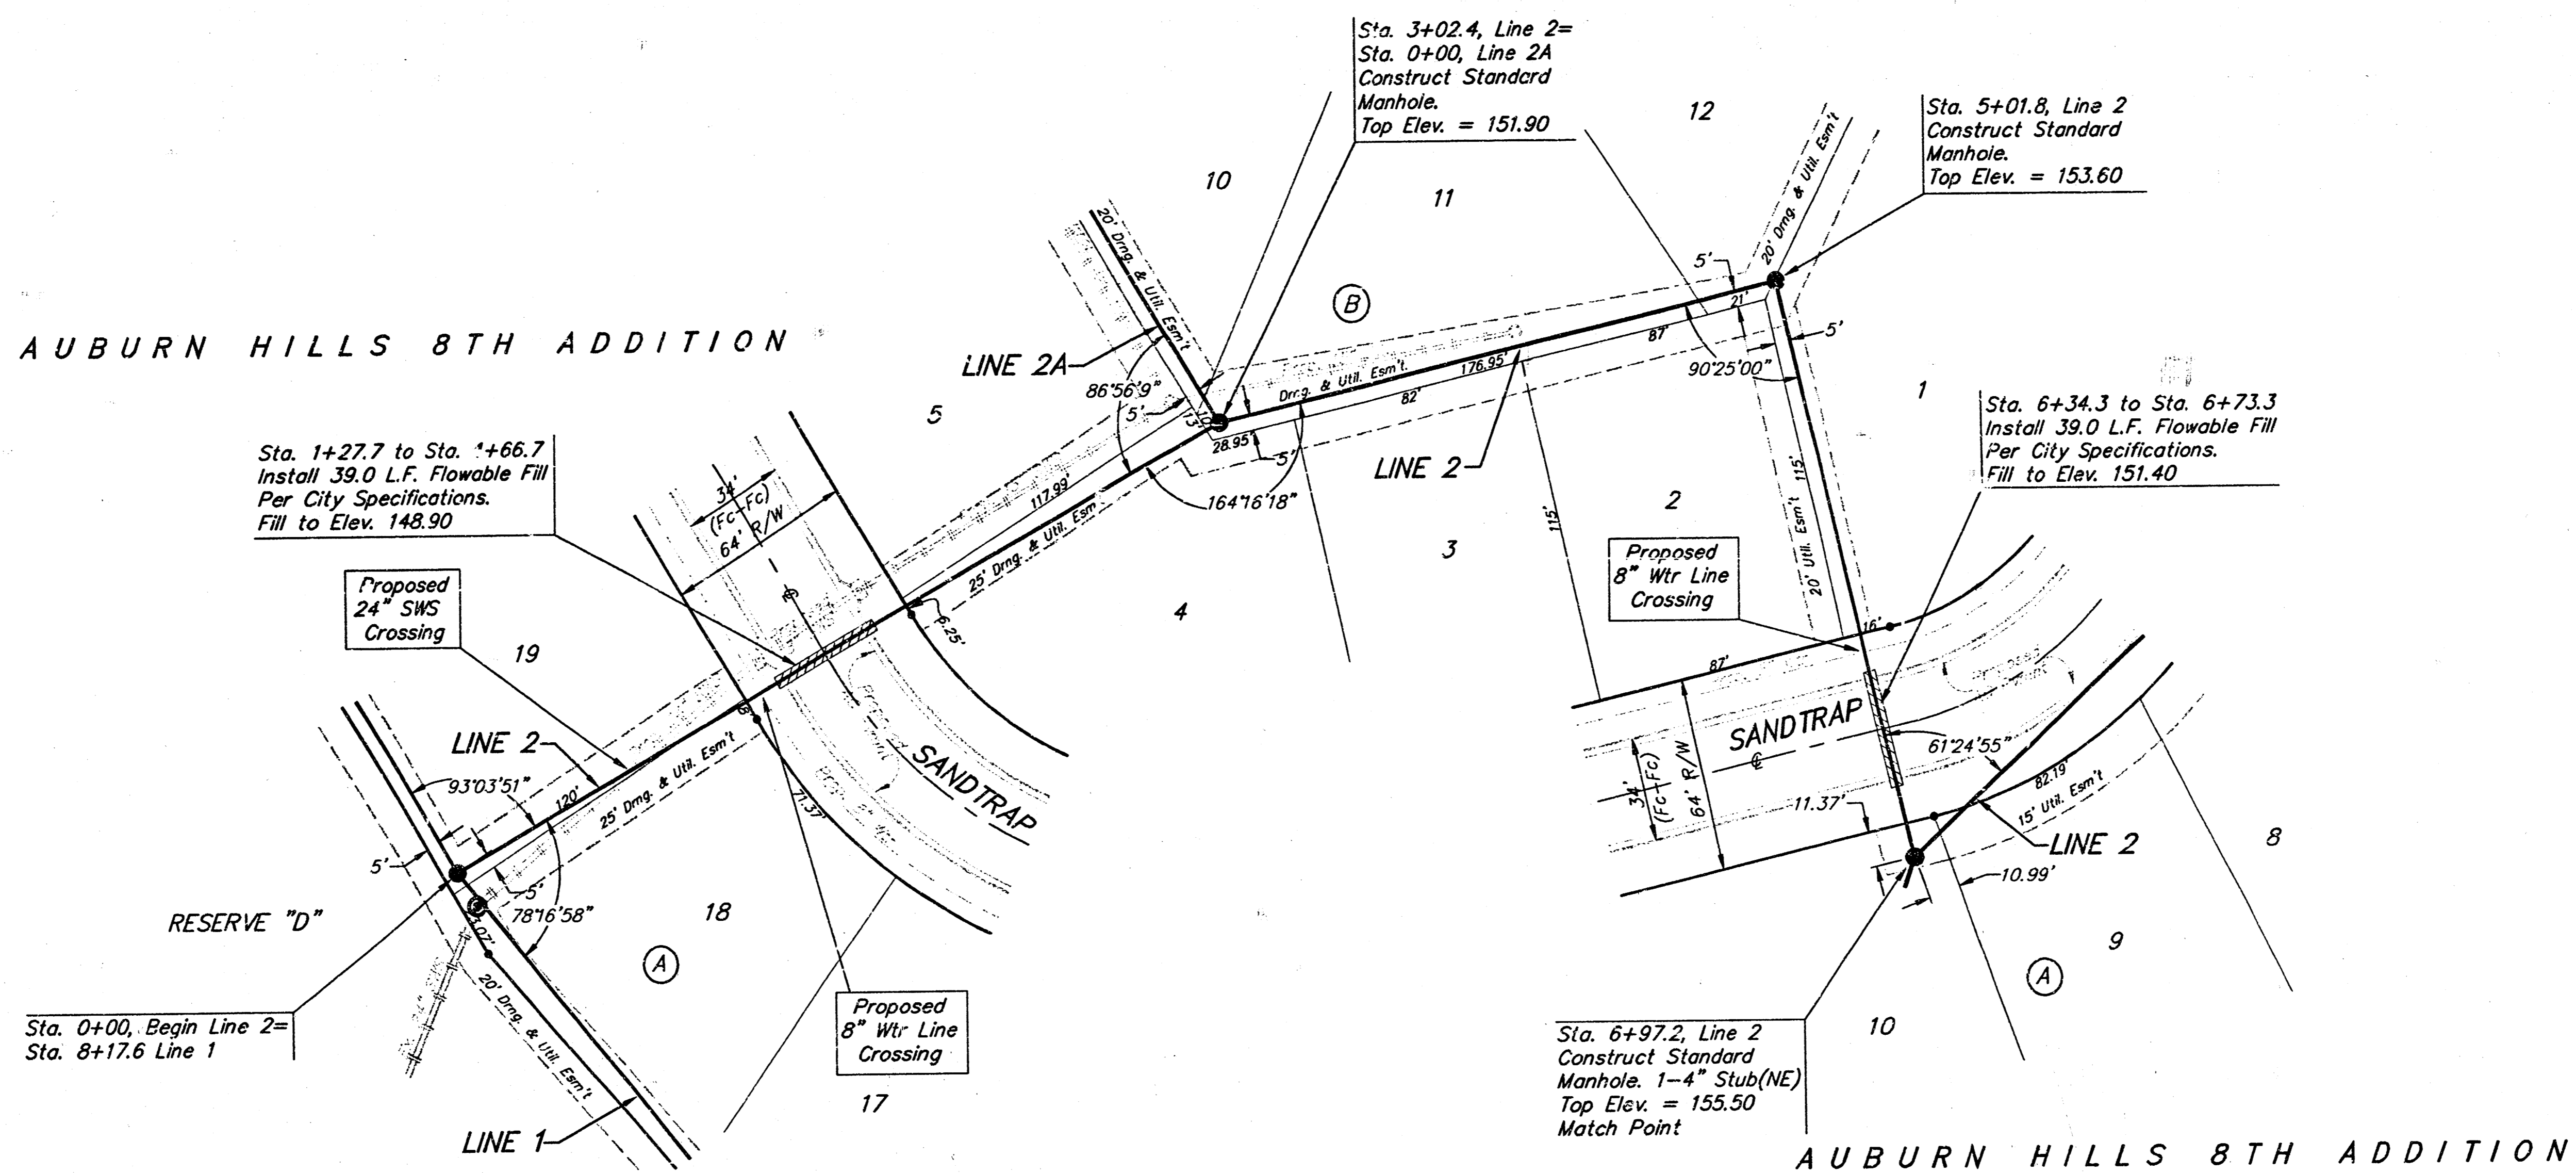 Sta. 3+02.4, Line 2=
Sta. 0+00, Line 2A
Construct Standard
Manhole.
Top Elev. = 151.90
Sta. 5+01.8, Line 2
Construct Standard
Manhole.
Top Elev. = 153.60
12
10
11
20' Drng. & Util. Esm't
20' Drng. & Util. Esm't
5'
21'
5'
B
AUBURN HILLS 8TH ADDITION
LINE 2A
86°56'9"
5'
10'
13'
28.95'
5'
Drng. & Util. Esm't.
176.95'
82'
87'
90°25'00"
1
5
LINE 2
164°16'18"
Sta. 6+34.3 to Sta. 6+73.3
Install 39.0 L.F. Flowable Fill
Per City Specifications.
Fill to Elev. 151.40
Sta. 1+27.7 to Sta. 1+66.7
Install 39.0 L.F. Flowable Fill
Per City Specifications.
Fill to Elev. 148.90
34'
(Fc-Fc)
64' R/W
117.99'
25' Drng. & Util. Esm
2
3
4
115'
115'
20' Util. Esm't
Proposed
8" Wtr Line
Crossing
Proposed
24" SWS
Crossing
19
6.25'
16'
87'
LINE 2
93°03'51"
120'
25' Drng. & Util. Esm't
SANDTRAP
71.37'
SANDTRAP
34'
(Fc-Fc)
64' R/W
61°24'55"
82.19'
15' Util. Esm't
11.37'
LINE 2
10.99'
8
5'
5'
78°16'58"
RESERVE "D"
18
A
9
A
20' Drng. & Util. Esm't
Sta. 0+00, Begin Line 2=
Sta. 8+17.6 Line 1
Proposed
8" Wtr Line
Crossing
17
LINE 1
10
Sta. 6+97.2, Line 2
Construct Standard
Manhole. 1-4" Stub(NE)
Top Elev. = 155.50
Match Point
AUBURN HILLS 8TH ADDITION